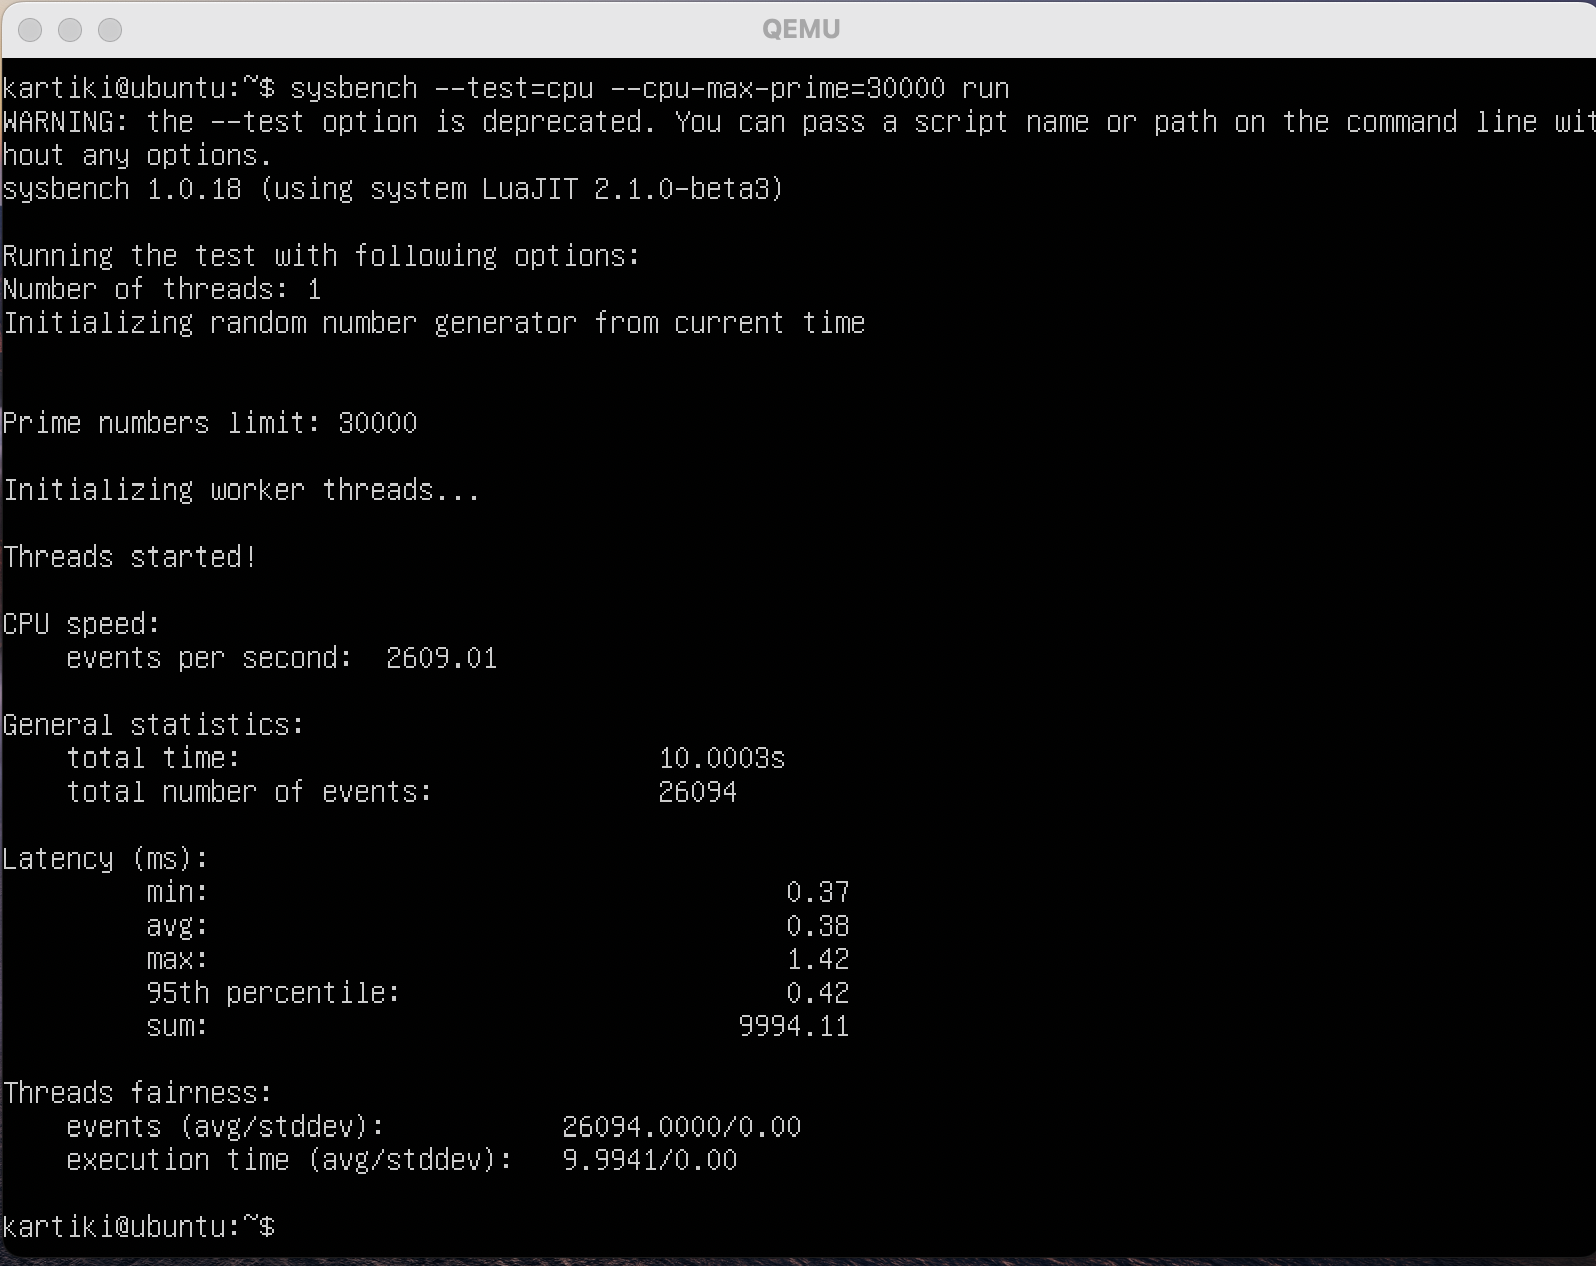 QEMU
kartiki@ubuntu:~$ sysbench --test=cpu --cpu-max-prime=30000 run
WARNING: the --test option is deprecated. You can pass a script name or path on the command line wit
hout any options.
sysbench 1.0.18 (using system LuaJIT 2.1.0-beta3)
Running the test with following options:
Number of threads: 1
Initializing random number generator from current time
Prime numbers limit: 30000
Initializing worker threads...
Threads started!
CPU speed:
events per second: 2609.01
General statistics:
total time: 10.0003s
total number of events: 26094
Latency (ms):
min: 0.37
avg: 0.38
max: 1.42
95th percentile: 0.42
sum: 9994.11
Threads fairness:
events (avg/stddev): 26094.0000/0.00
execution time (avg/stddev): 9.9941/0.00
kartiki@ubuntu:~$